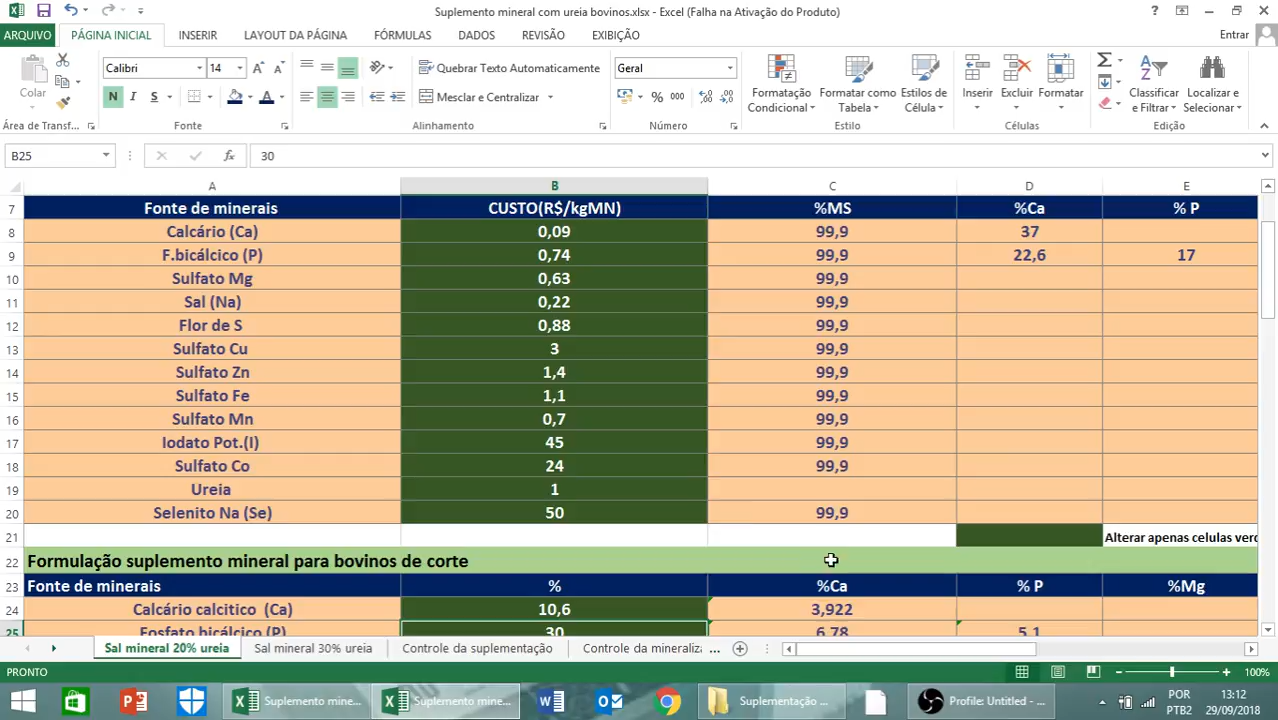 Suplemento mineral com ureia bovinos.xlsx - Excel (Falha na Ativação do Produto)
ARQUIVO PÁGINA INICIAL INSERIR LAYOUT DA PÁGINA FÓRMULAS DADOS REVISÃO EXIBIÇÃO Entrar
Calibri 14 Quebrar Texto Automaticamente Geral
Colar N I S A Mesclar e Centralizar % 000
Formatação Condicional Formatar como Tabela Estilos de Célula Inserir Excluir Formatar Classificar e Filtrar Localizar e Selecionar
Área de Transf... Fonte Alinhamento Número Estilo Células Edição
B25 fx 30
A B C D E
7 Fonte de minerais CUSTO(R$/kgMN) %MS %Ca % P
8 Calcário (Ca) 0,09 99,9 37
9 F.bicálcico (P) 0,74 99,9 22,6 17
10 Sulfato Mg 0,63 99,9
11 Sal (Na) 0,22 99,9
12 Flor de S 0,88 99,9
13 Sulfato Cu 3 99,9
14 Sulfato Zn 1,4 99,9
15 Sulfato Fe 1,1 99,9
16 Sulfato Mn 0,7 99,9
17 Iodato Pot.(I) 45 99,9
18 Sulfato Co 24 99,9
19 Ureia 1
20 Selenito Na (Se) 50 99,9
21 Alterar apenas celulas verd
22 Formulação suplemento mineral para bovinos de corte
23 Fonte de minerais % %Ca % P %Mg
24 Calcário calcitico (Ca) 10,6 3,922
25 Fosfato bicálcico (P) 30 6,78 5,1
Sal mineral 20% ureia Sal mineral 30% ureia Controle da suplementação Controle da mineraliza ...
PRONTO 100%
Suplemento mine... Suplemento mine... Suplementação ... Profile: Untitled - ... POR PTB2 13:12 29/09/2018